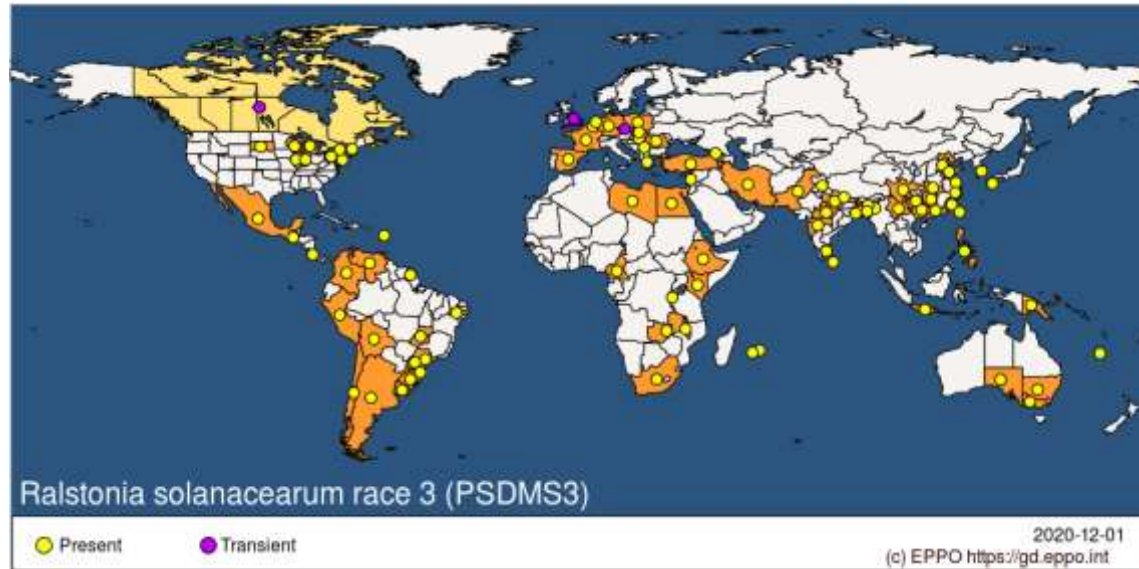 Ralstonia solanacearum race 3 (PSDMS3)
Present
Transient
2020-12-01
(c) EPPO https://gd.eppo.int